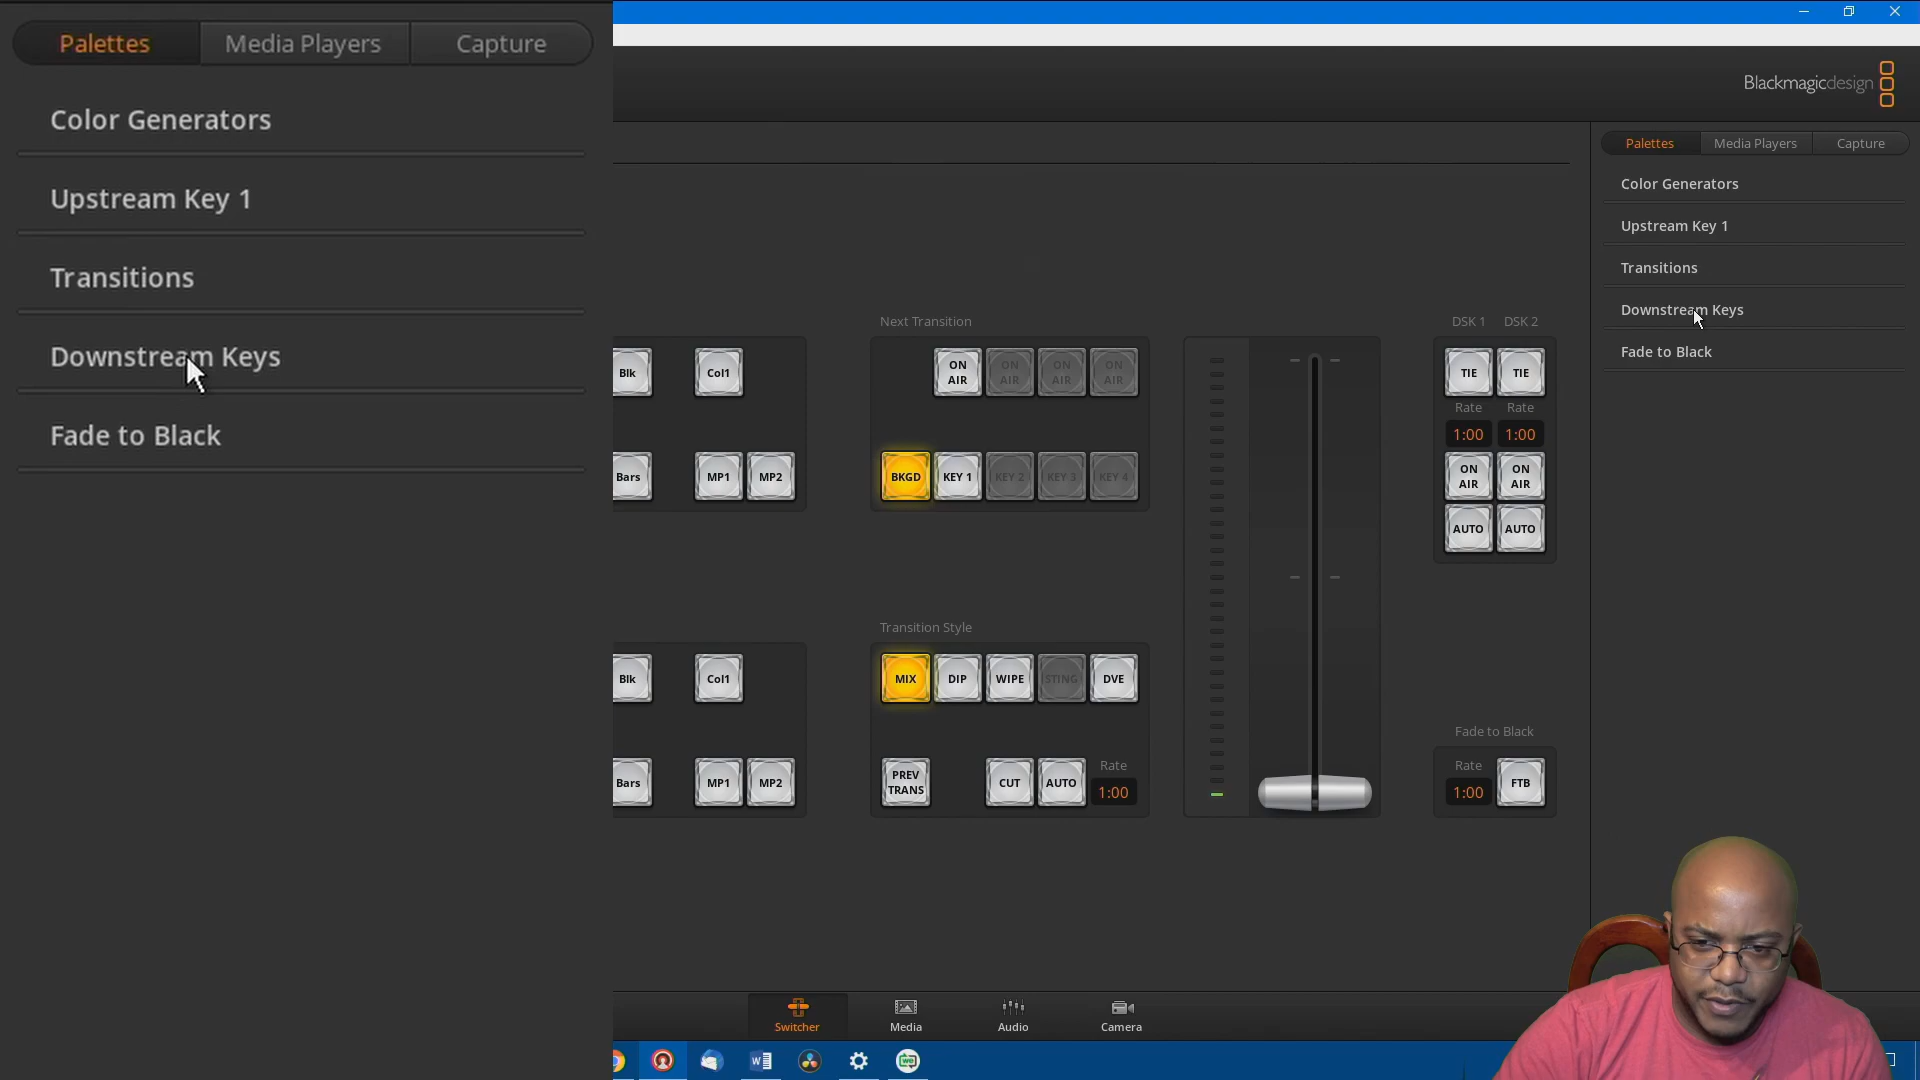 Palettes Media Players Capture
Color Generators
Upstream Key 1
Transitions
Downstream Keys
Fade to Black
Blackmagicdesign
Palettes Media Players Capture
Color Generators
Upstream Key 1
Transitions
Downstream Keys
Fade to Black
Blk Col1
Bars MP1 MP2
Next Transition
ON AIR ON AIR ON AIR ON AIR
BKGD KEY 1 KEY 2 KEY 3 KEY 4
DSK 1 DSK 2
TIE TIE
Rate Rate
1:00 1:00
ON AIR ON AIR
AUTO AUTO
Blk Col1
Bars MP1 MP2
Transition Style
MIX DIP WIPE STING DVE
PREV TRANS CUT AUTO
Rate
1:00
Fade to Black
Rate
1:00 FTB
Switcher Media Audio Camera